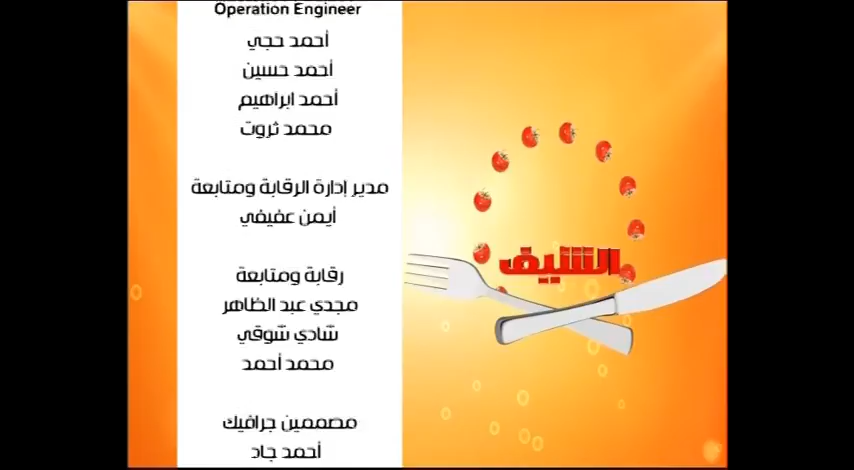 Operation Engineer
أحمد حجي
أحمد حسين
أحمد ابراهيم
محمد ثروت
مدير إدارة الرقابة ومتابعة
أيمن عفيفي
رقابة ومتابعة
مجدي عبد الظاهر
شادي شوقي
محمد أحمد
مصممين جرافيك
أحمد جاد
الشيف